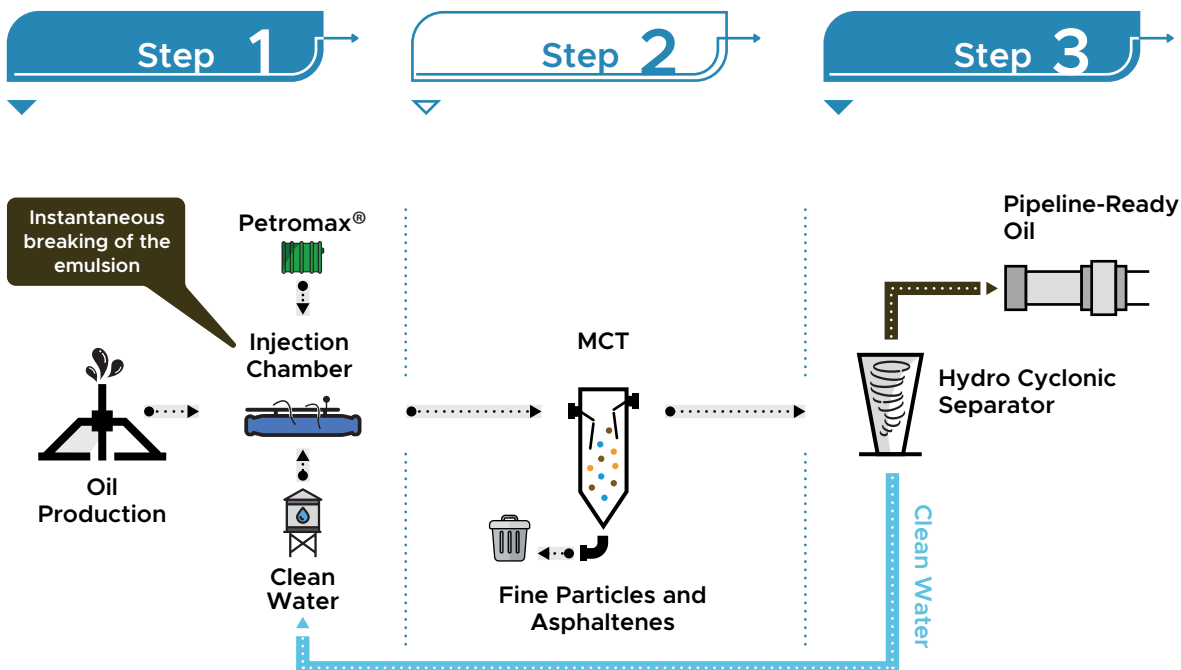 Step 1
Step 2
Step 3
Instantaneous
breaking of the
emulsion
Petromax®
Injection
Chamber
Oil
Production
Clean
Water
MCT
Fine Particles and
Asphaltenes
Pipeline-Ready
Oil
Hydro Cyclonic
Separator
Clean Water